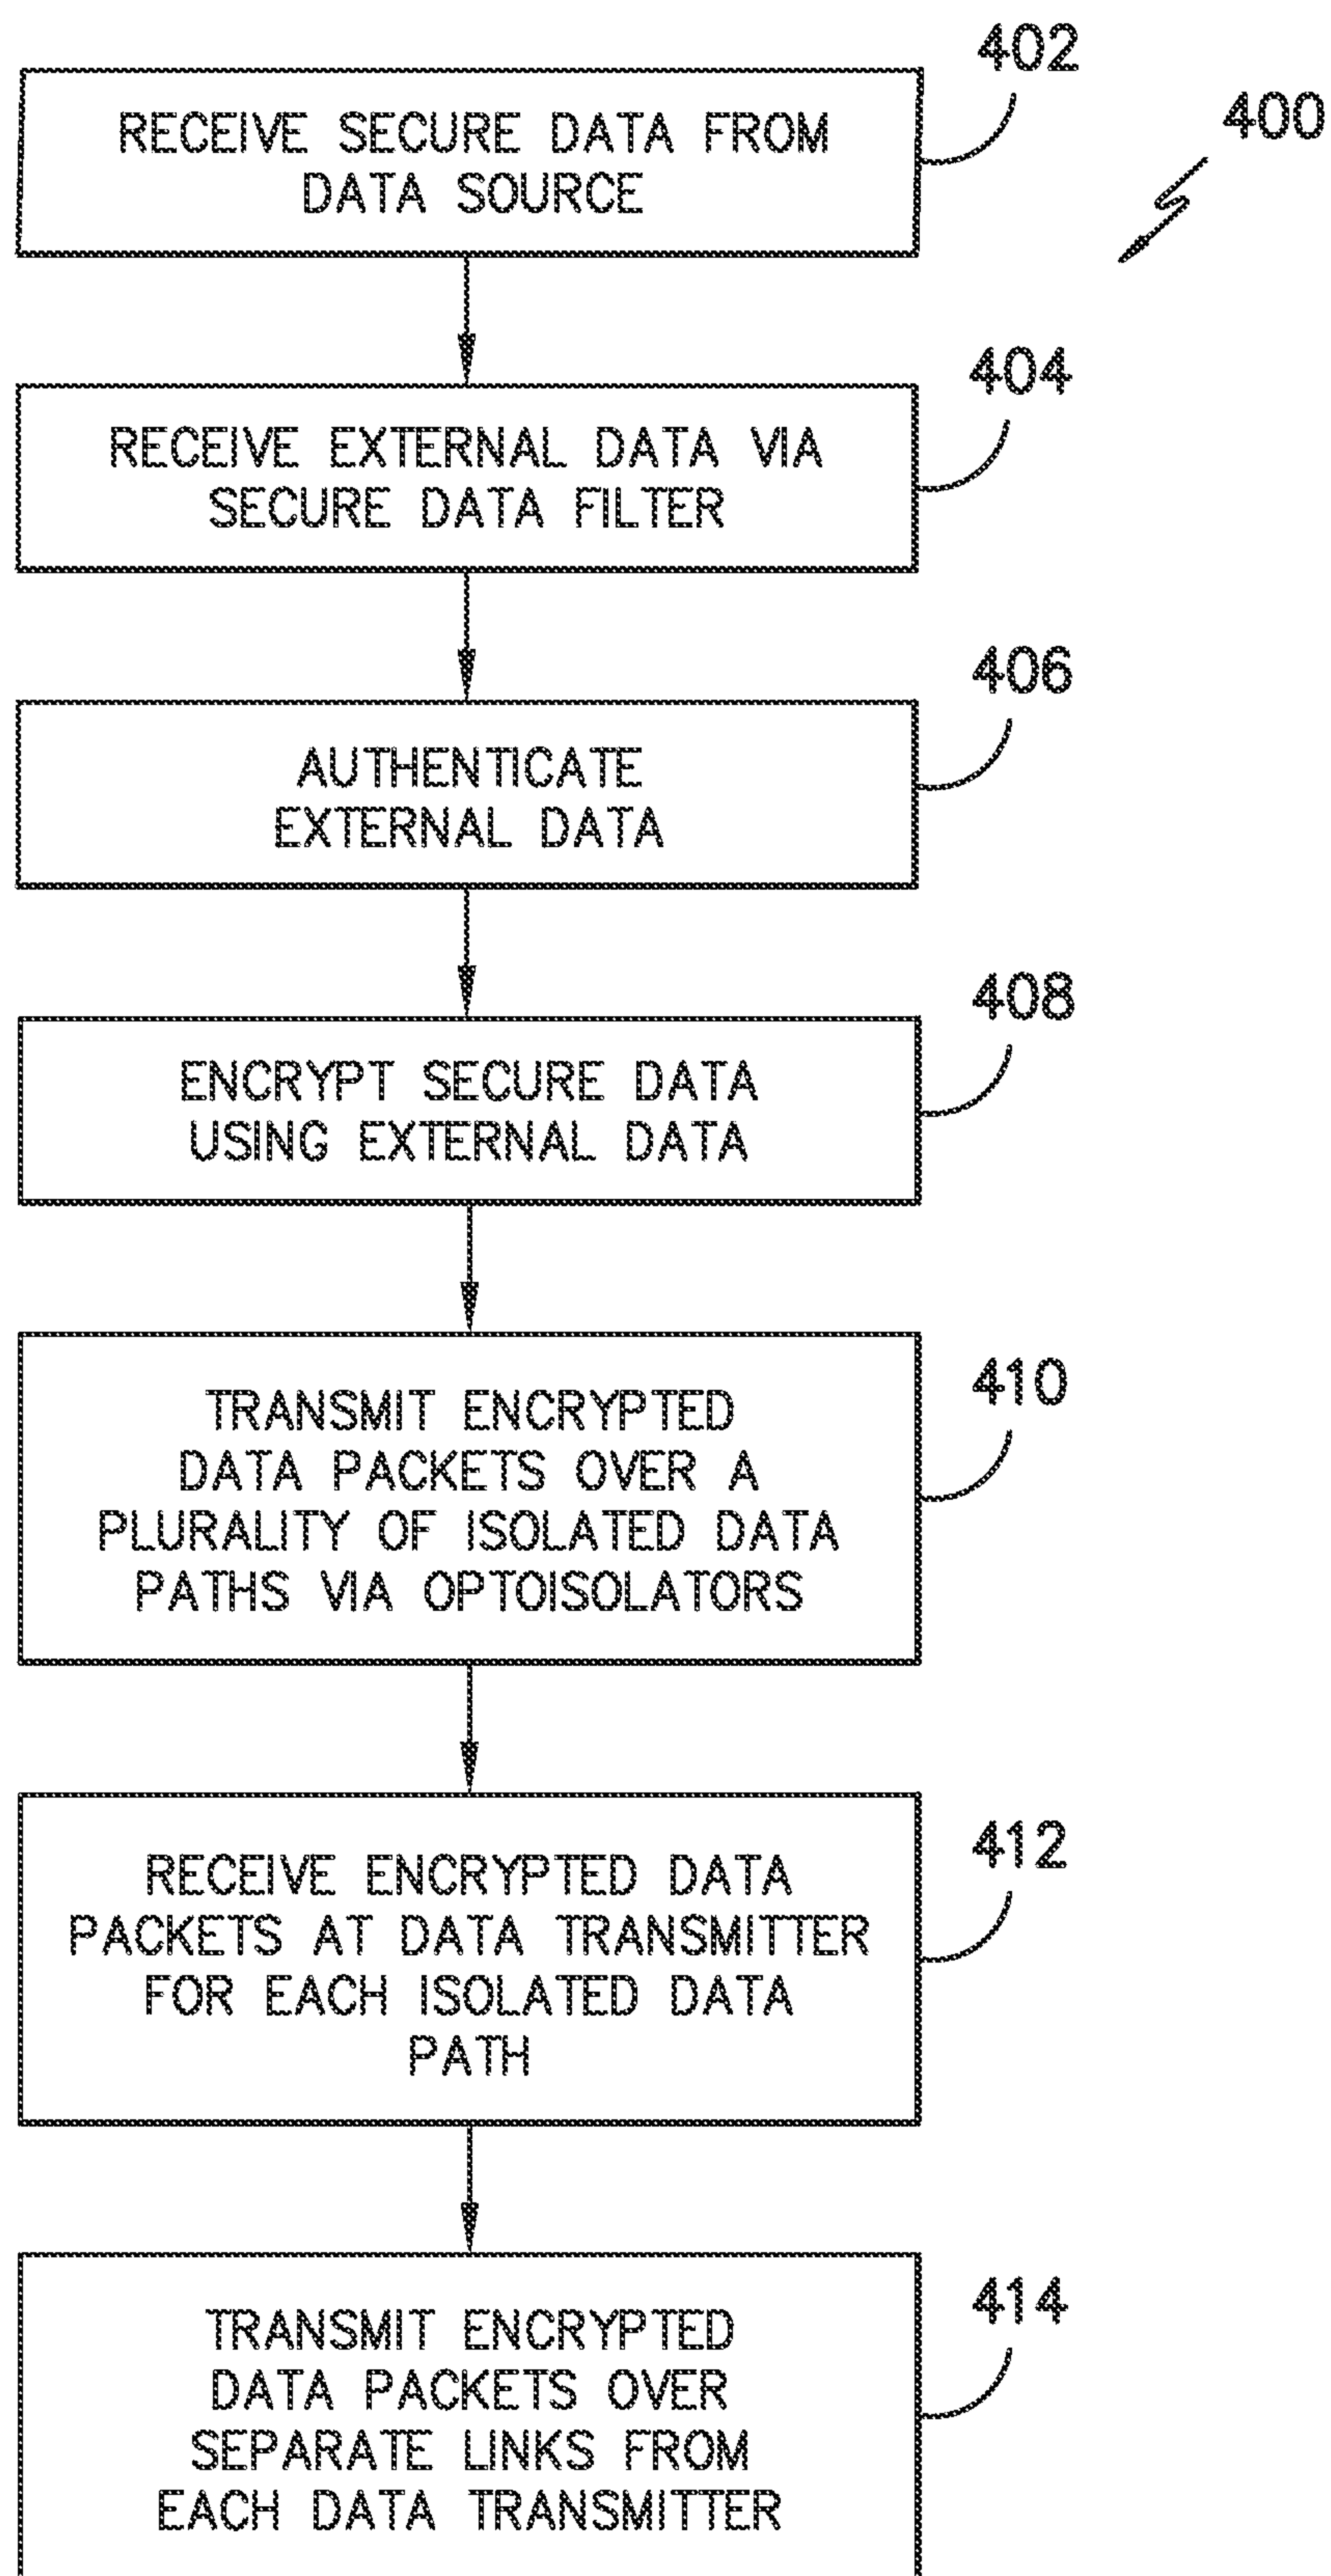 402
400
RECEIVE SECURE DATA FROM
DATA SOURCE
404
RECEIVE EXTERNAL DATA VIA
SECURE DATA FILTER
406
AUTHENTICATE
EXTERNAL DATA
408
ENCRYPT SECURE DATA
USING EXTERNAL DATA
410
TRANSMIT ENCRYPTED
DATA PACKETS OVER A
PLURALITY OF ISOLATED DATA
PATHS VIA OPTOISOLATORS
412
RECEIVE ENCRYPTED DATA
PACKETS AT DATA TRANSMITTER
FOR EACH ISOLATED DATA
PATH
414
TRANSMIT ENCRYPTED
DATA PACKETS OVER
SEPARATE LINKS FROM
EACH DATA TRANSMITTER